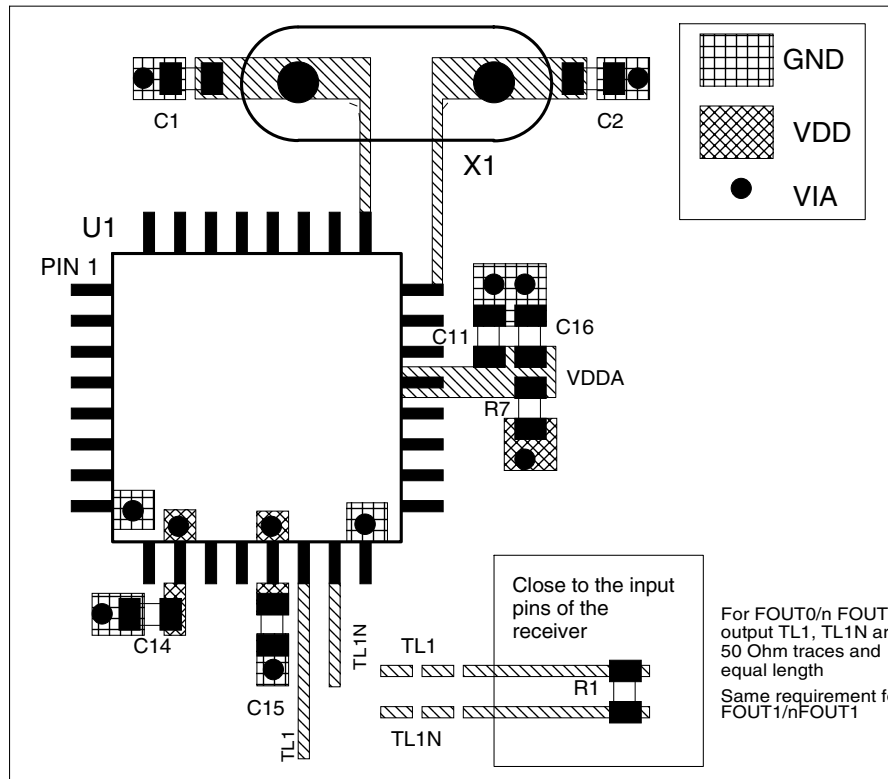 GND
VDD
VIA
C1
C2
X1
U1
PIN 1
C11
C16
VDDA
R7
C14
C15
TL1
TL1N
Close to the input
pins of the
receiver
TL1
R1
TL1N
For FOUT0/n FOUT
output TL1, TL1N
50 Ohm traces and
equal length
Same requirement
FOUT1/nFOUT1